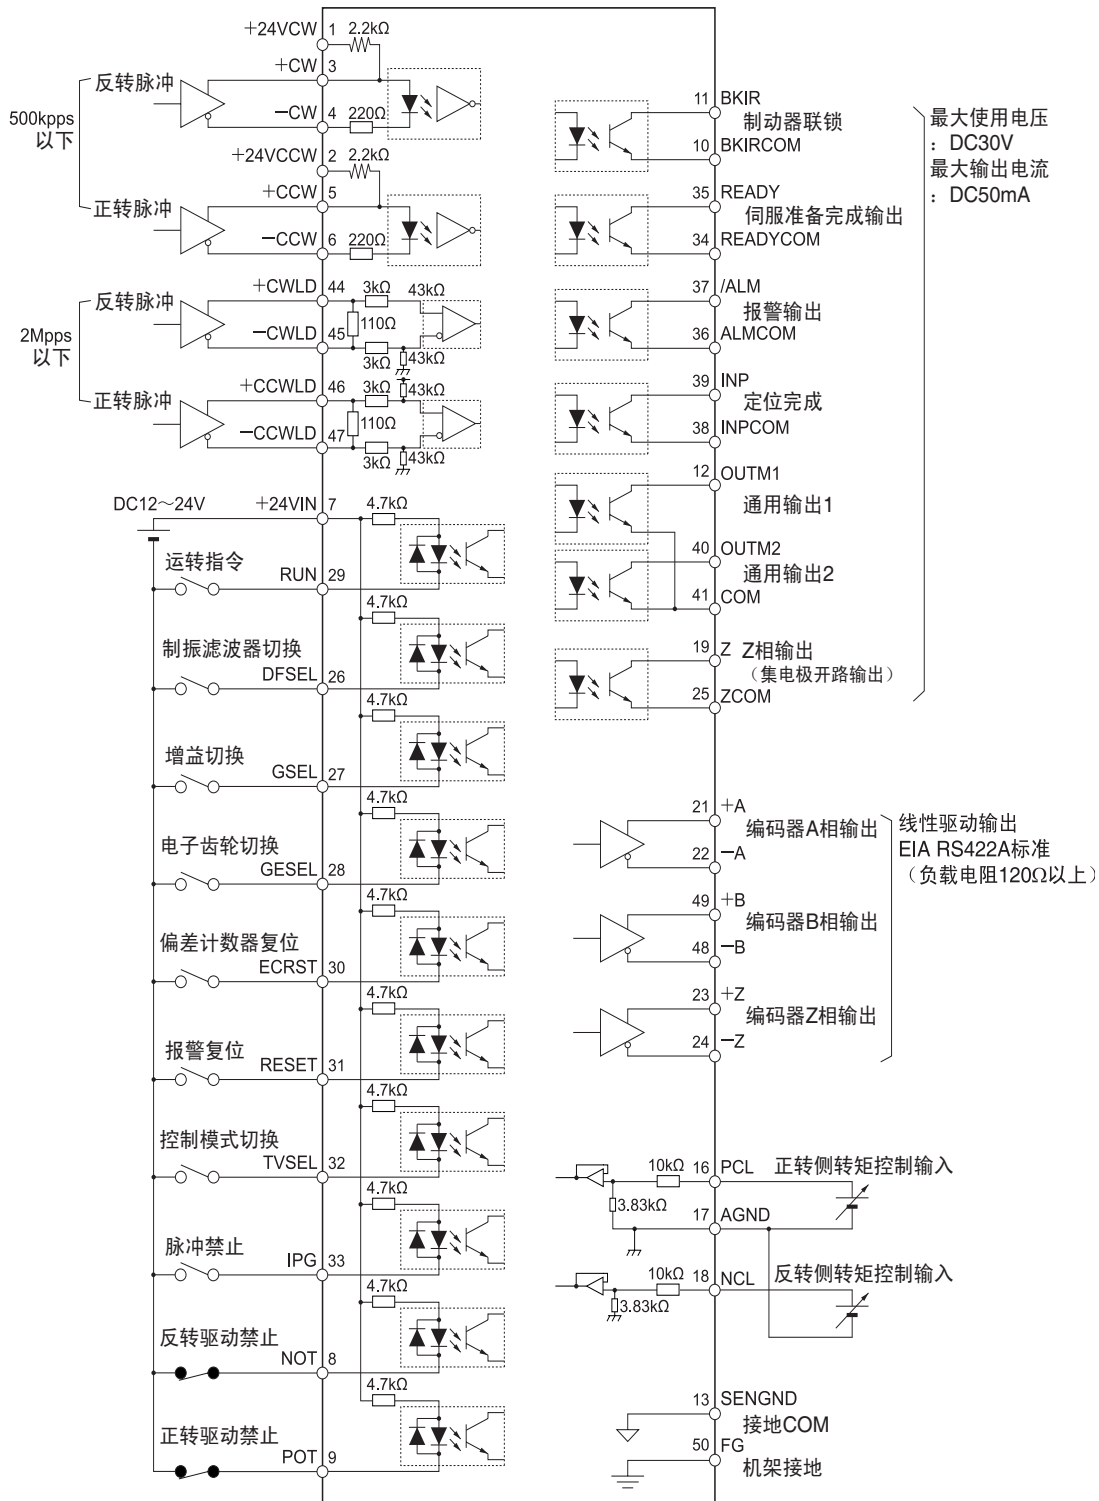 +24VCW 1 2.2kΩ
+CW 3
反转脉冲
−CW 4 220Ω
500kpps
以下
+24VCCW 2 2.2kΩ
+CCW 5
正转脉冲
−CCW 6 220Ω
+CWLD 44 3kΩ 43kΩ
反转脉冲
110Ω
−CWLD 45
3kΩ 43kΩ
2Mpps
以下
+CCWLD 46 3kΩ 43kΩ
正转脉冲
110Ω
−CCWLD 47
3kΩ 43kΩ
DC12～24V +24VIN 7 4.7kΩ
运转指令
RUN 29
4.7kΩ
制振滤波器切换
DFSEL 26
4.7kΩ
增益切换
GSEL 27
4.7kΩ
电子齿轮切换
GESEL 28
4.7kΩ
偏差计数器复位
ECRST 30
4.7kΩ
报警复位
RESET 31
4.7kΩ
控制模式切换
TVSEL 32
4.7kΩ
脉冲禁止
IPG 33
4.7kΩ
反转驱动禁止
NOT 8
4.7kΩ
正转驱动禁止
POT 9
11 BKIR
制动器联锁
10 BKIRCOM
35 READY
伺服准备完成输出
34 READYCOM
37 /ALM
报警输出
36 ALMCOM
39 INP
定位完成
38 INPCOM
12 OUTM1
通用输出1
40 OUTM2
通用输出2
41 COM
19 Z Z相输出
（集电极开路输出）
25 ZCOM
最大使用电压
：DC30V
最大输出电流
：DC50mA
21 +A
编码器A相输出
22 −A
49 +B
编码器B相输出
48 −B
23 +Z
编码器Z相输出
24 −Z
线性驱动输出
EIA RS422A标准
（负载电阻120Ω以上）
10kΩ 16 PCL 正转侧转矩控制输入
3.83kΩ
17 AGND
10kΩ 18 NCL 反转侧转矩控制输入
3.83kΩ
13 SENGND
接地COM
50 FG
机架接地